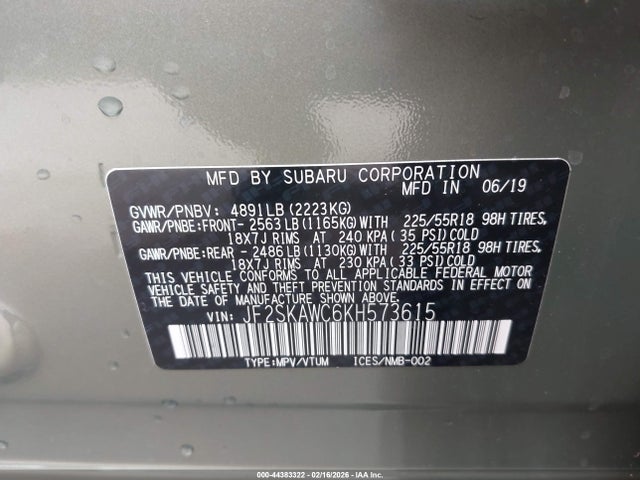 MFD BY SUBARU CORPORATION
MFD IN 06/19
GVWR/PNBV: 4891LB (2223KG)
GAWR/PNBE:FRONT- 2563LB (1165KG)WITH 225/55R18 98H TIRES,
18X7J RIMS AT 240 KPA (35 PSI) COLD
GAWR/PNBE:REAR - 2486LB (1130KG)WITH 225/55R18 98H TIRES,
18X7J RIMS AT 230 KPA (33 PSI) COLD
THIS VEHICLE CONFORMS TO ALL APPLICABLE FEDERAL MOTOR
VEHICLE SAFETY AND THEFT PREVENTION STANDARDS IN EFFECT ON
THE DATE OF MANUFACTURE SHOWN ABOVE.
VIN: JF2SKAWC6KH573615
TYPE:MPV/VTUM ICES/NMB-002
000-44383322 - 02/16/2026 - IAA Inc.